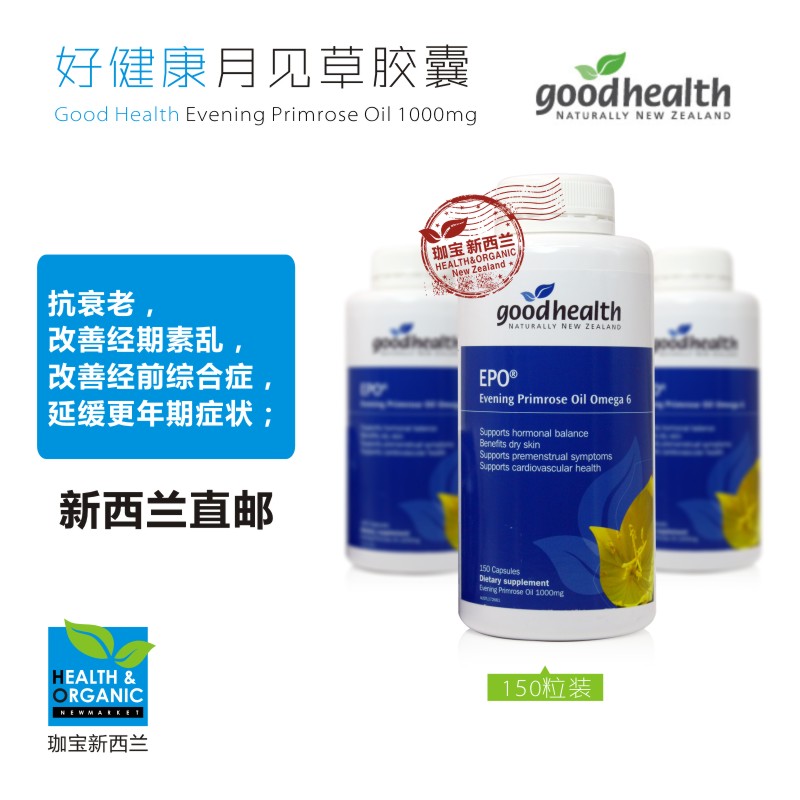 好健康月见草胶囊
Good Health Evening Primrose Oil 1000mg
goodhealth
NATURALLY NEW ZEALAND
珈宝新西兰
HEALTH&ORGANIC
New Zealand
goodhealth
NATURALLY NEW ZEALAND
EPO®
Evening Primrose Oil Omega 6
Supports hormonal balance
Benefits dry skin
Supports premenstrual symptoms
Supports cardiovascular health
150 Capsules
Dietary supplement
Evening Primrose Oil 1000mg
goodhealth
EPO®
goodhealth
抗衰老，
改善经期素乱，
改善经前综合症，
延缓更年期症状；
新西兰直邮
HEALTH &
ORGANIC
NEWMARKET
珈宝新西兰
150粒装